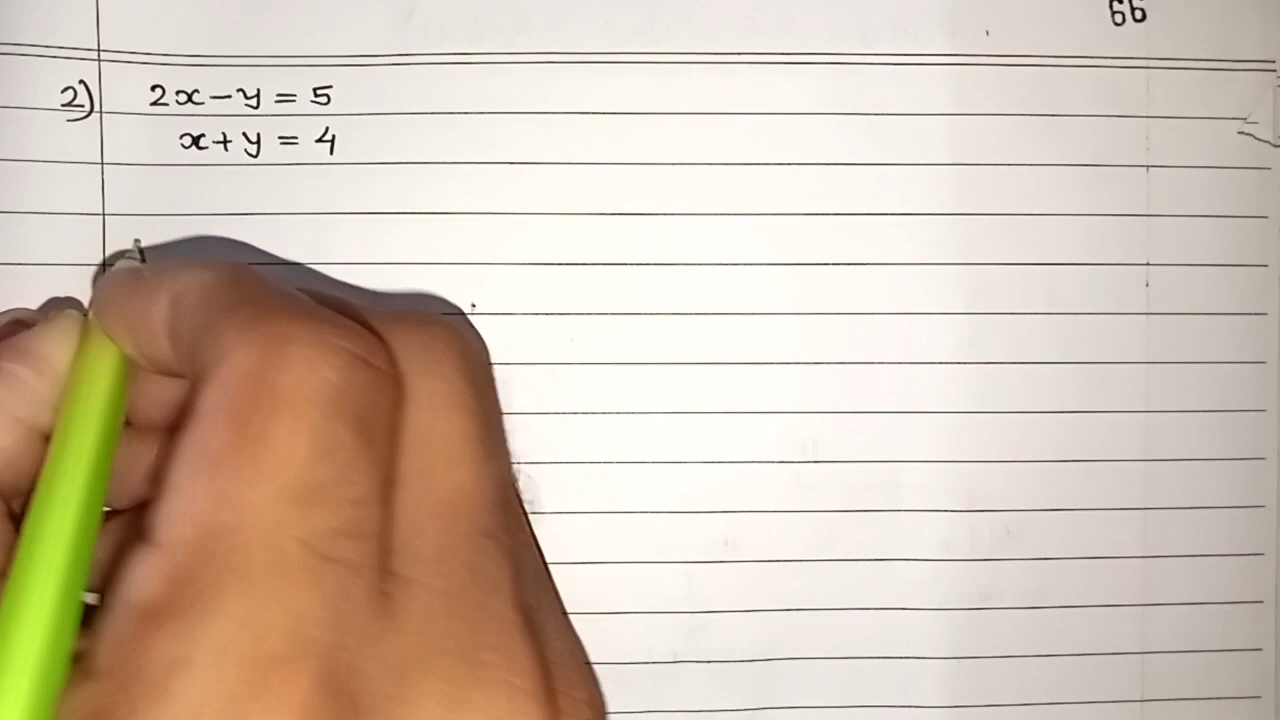 66
2) 2x - y = 5
x + y = 4